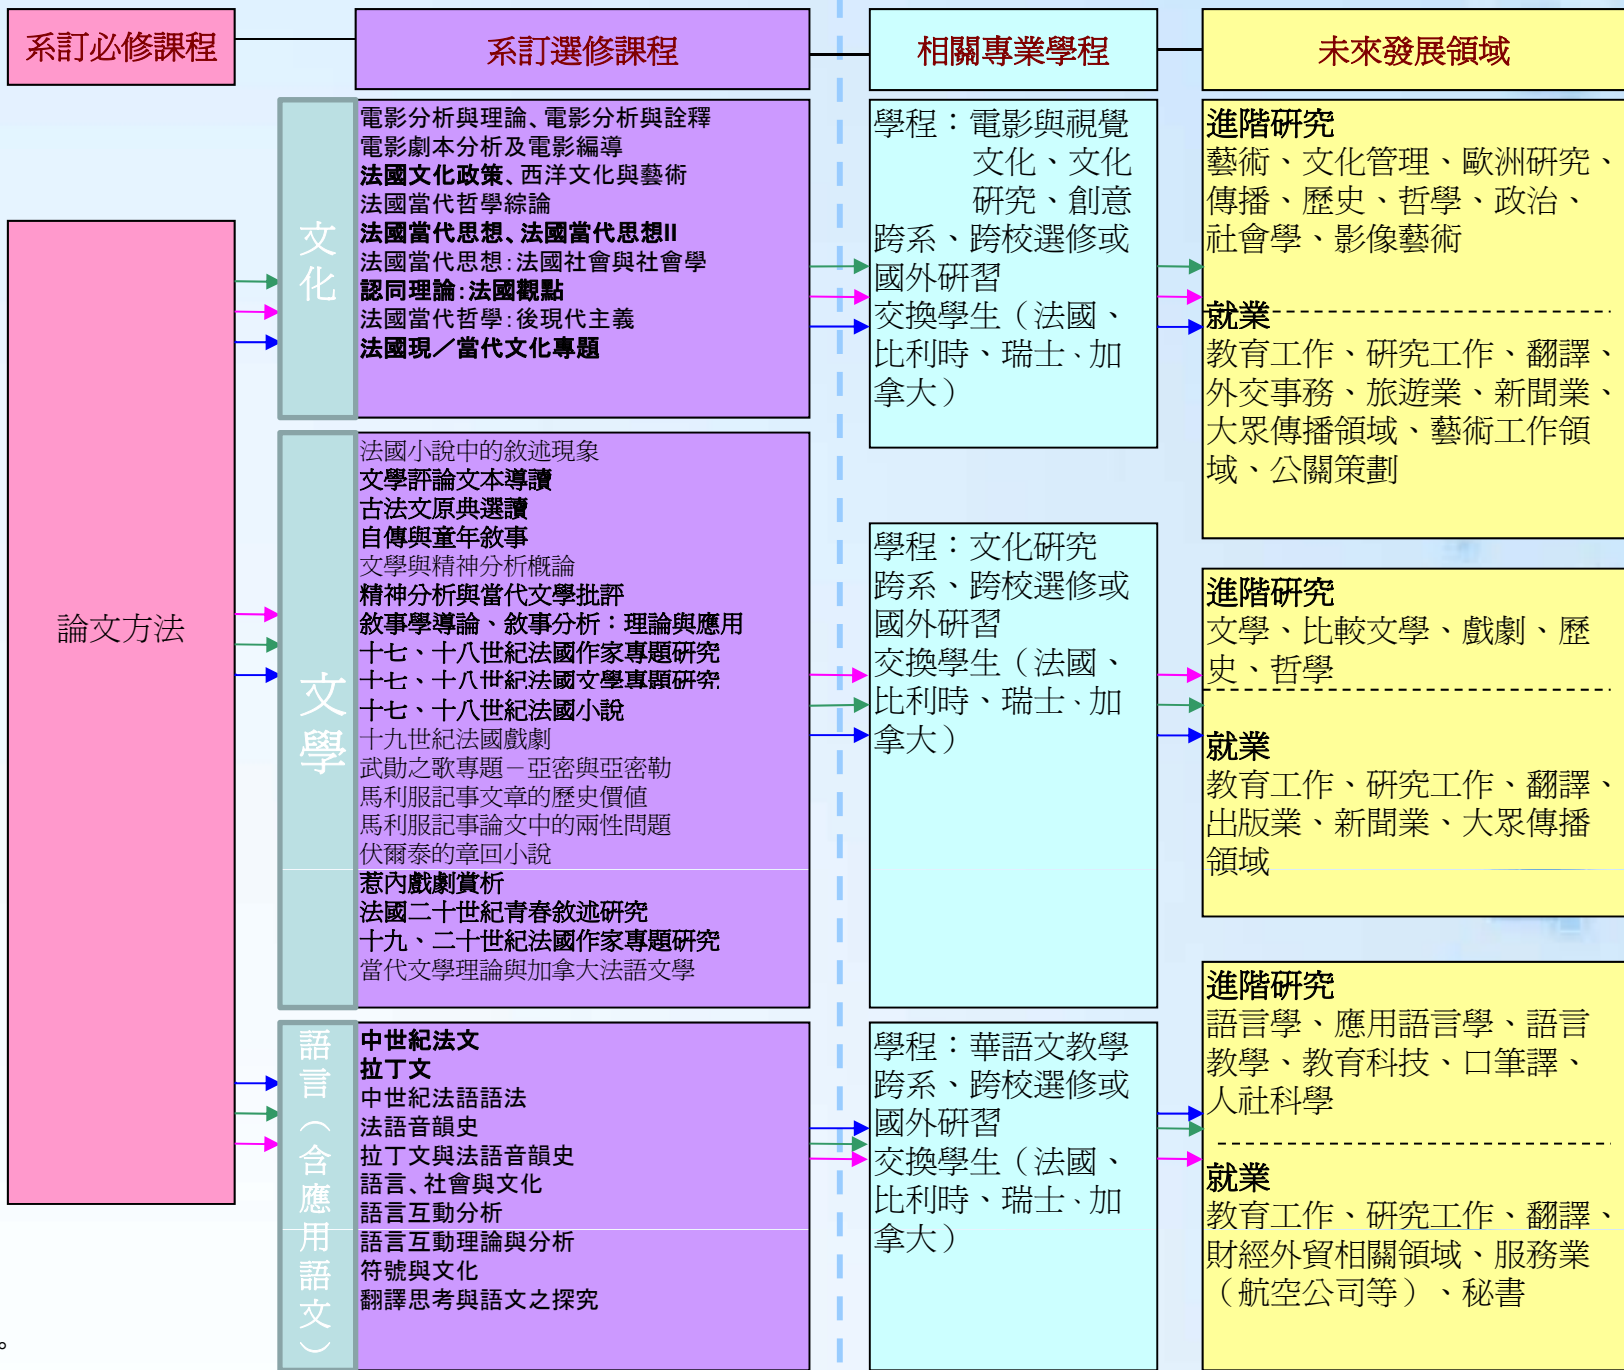 系訂必修課程
系訂選修課程
相關專業學程
未來發展領域
論文方法
文化
電影分析與理論、電影分析與詮釋
電影劇本分析及電影編導
法國文化政策、西洋文化與藝術
法國當代哲學綜論
法國當代思想、法國當代思想II
法國當代思想:法國社會與社會學
認同理論:法國觀點
法國當代哲學:後現代主義
法國現／當代文化專題
學程：電影與視覺
文化、文化
研究、創意
跨系、跨校選修或
國外研習
交換學生（法國、
比利時、瑞士、加
拿大）
進階研究
藝術、文化管理、歐洲研究、
傳播、歷史、哲學、政治、
社會學、影像藝術
就業
教育工作、研究工作、翻譯、
外交事務、旅遊業、新聞業、
大眾傳播領域、藝術工作領
域、公關策劃
文學
法國小說中的敘述現象
文學評論文本導讀
古法文原典選讀
自傳與童年敘事
文學與精神分析概論
精神分析與當代文學批評
敘事學導論、敘事分析：理論與應用
十七、十八世紀法國作家專題研究
十七、十八世紀法國文學專題研究
十七、十八世紀法國小說
十九世紀法國戲劇
武勛之歌專題－亞密與亞密勒
馬利服記事文章的歷史價值
馬利服記事論文中的兩性問題
伏爾泰的章回小說
惹內戲劇賞析
法國二十世紀青春敘述研究
十九、二十世紀法國作家專題研究
當代文學理論與加拿大法語文學
學程：文化研究
跨系、跨校選修或
國外研習
交換學生（法國、
比利時、瑞士、加
拿大）
進階研究
文學、比較文學、戲劇、歷
史、哲學
就業
教育工作、研究工作、翻譯、
出版業、新聞業、大眾傳播
領域
語言（含應用語文）
中世紀法文
拉丁文
中世紀法語語法
法語音韻史
拉丁文與法語音韻史
語言、社會與文化
語言互動分析
語言互動理論與分析
符號與文化
翻譯思考與語文之探究
學程：華語文教學
跨系、跨校選修或
國外研習
交換學生（法國、
比利時、瑞士、加
拿大）
進階研究
語言學、應用語言學、語言
教學、教育科技、口筆譯、
人社科學
就業
教育工作、研究工作、翻譯、
財經外貿相關領域、服務業
（航空公司等）、秘書
。